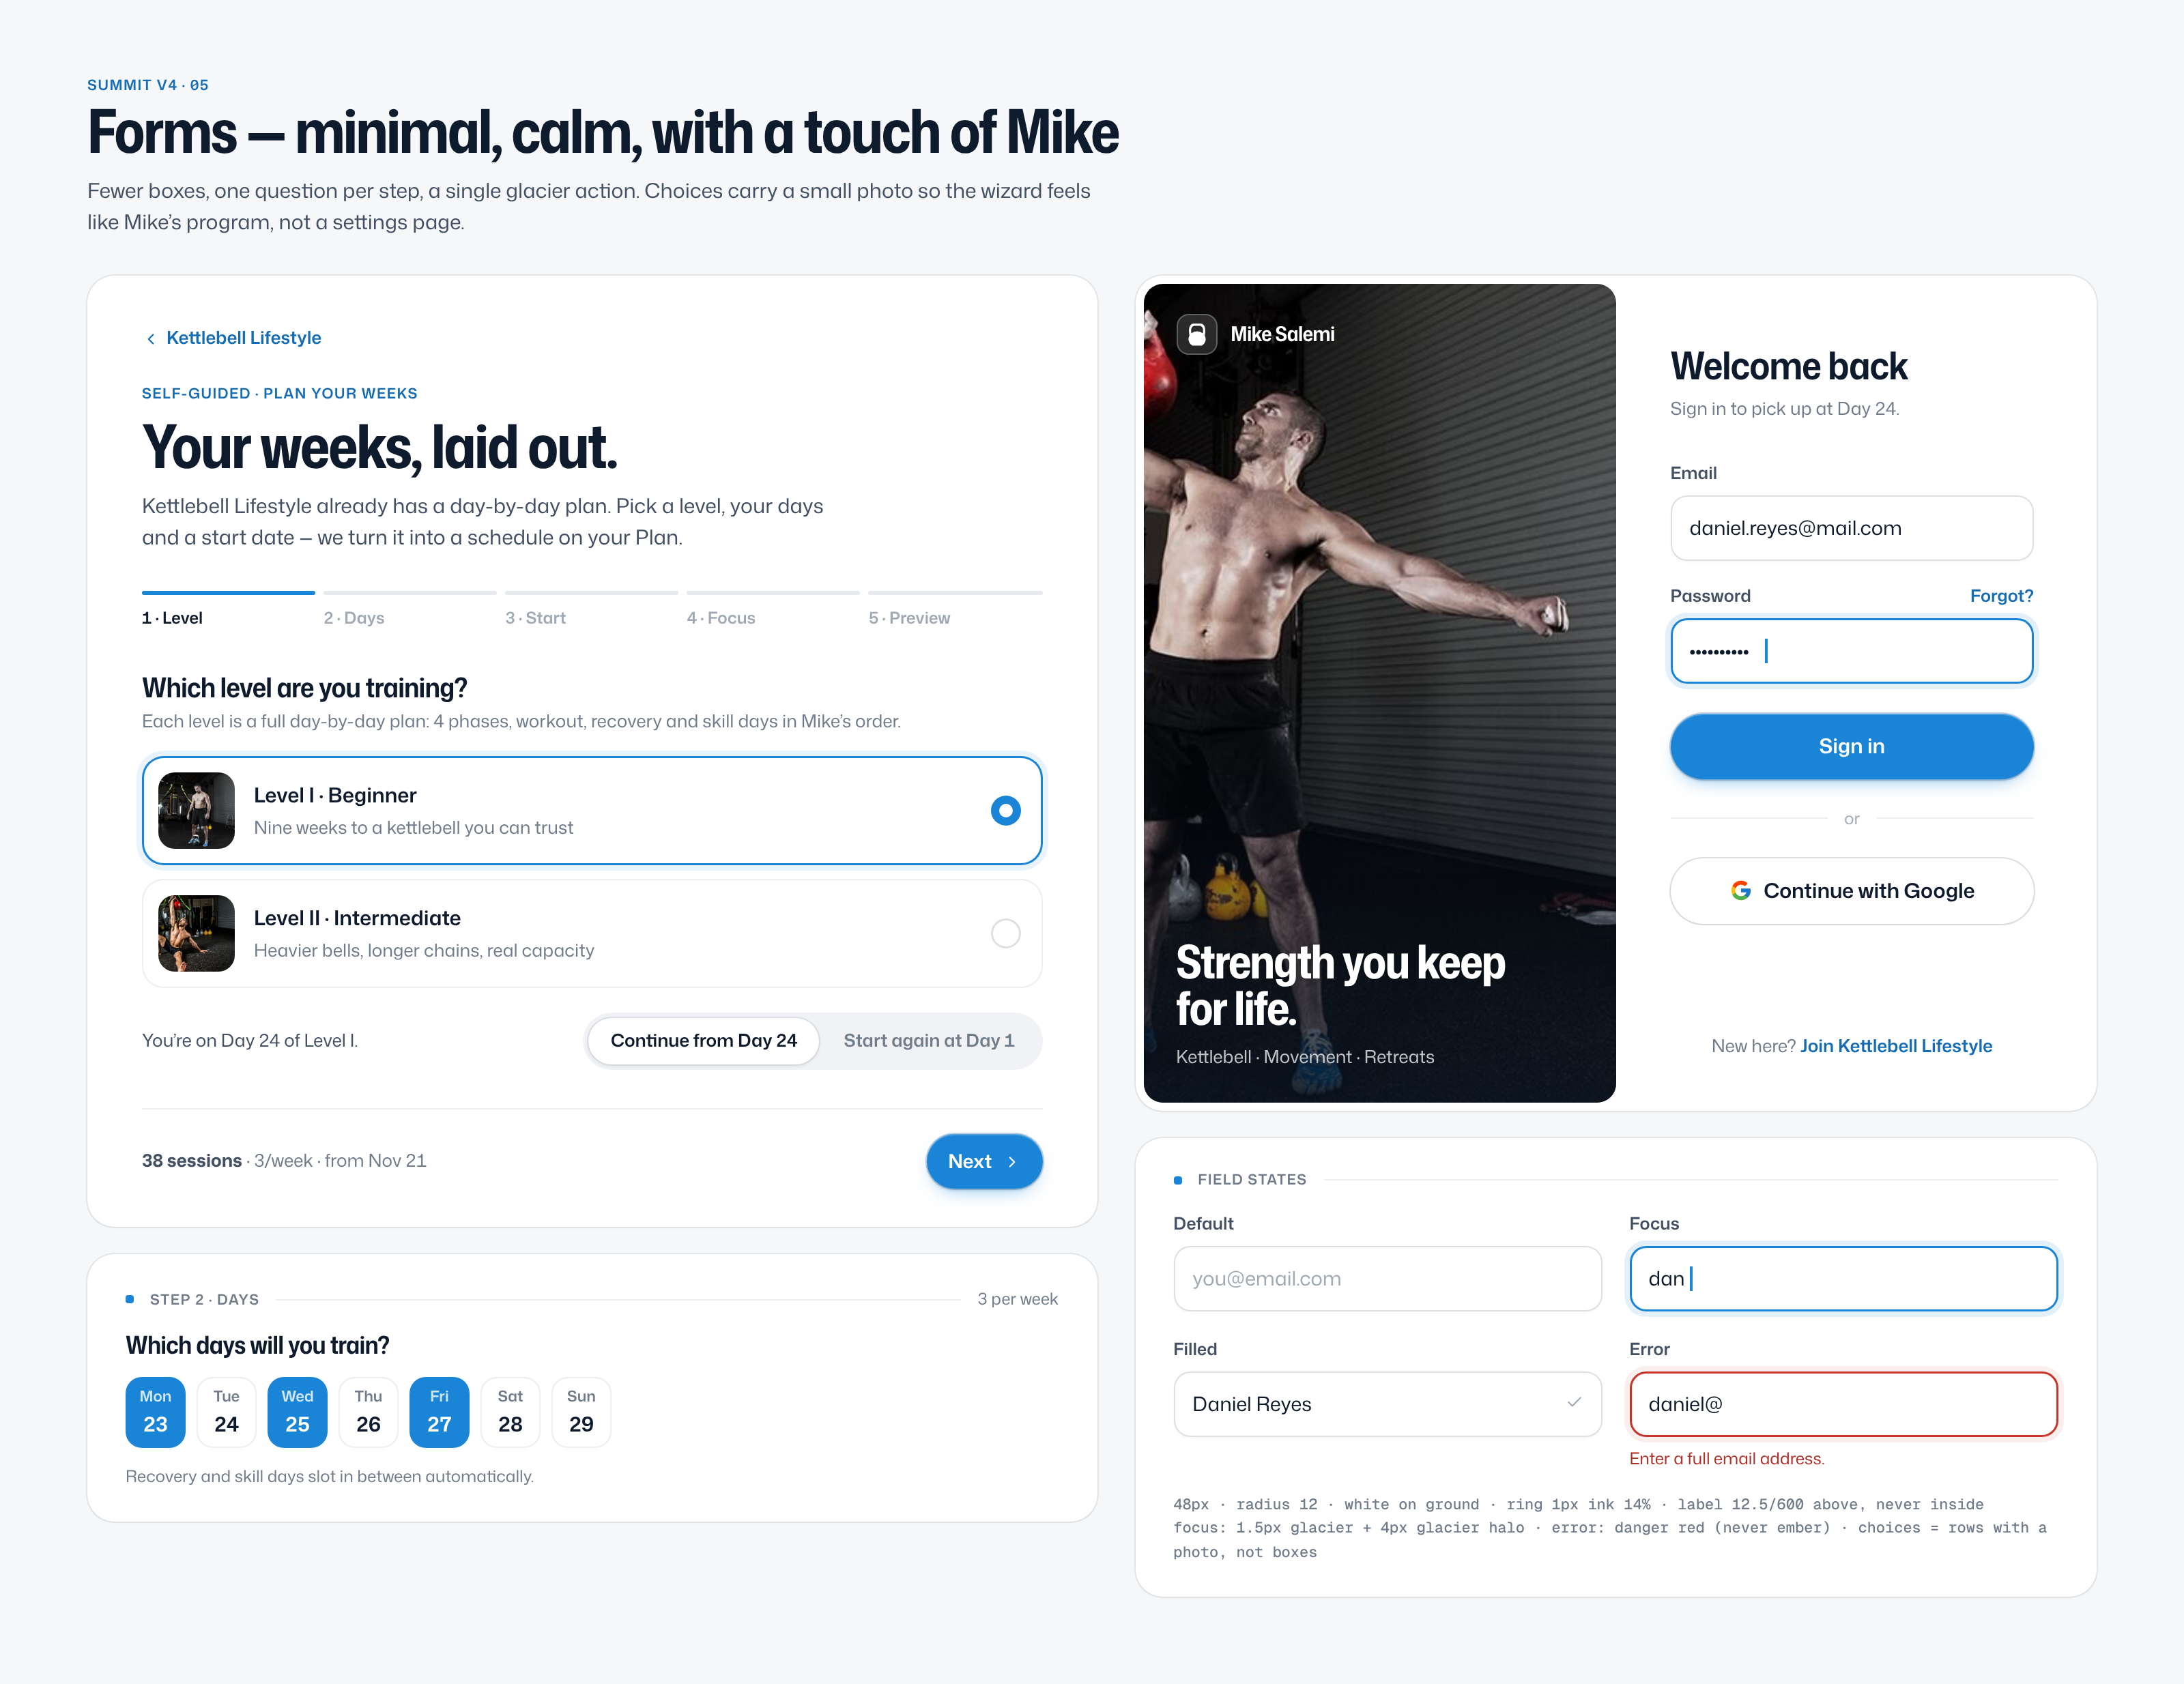 SUMMIT V4 · 05
Forms — minimal, calm, with a touch of Mike
Fewer boxes, one question per step, a single glacier action. Choices carry a small photo so the wizard feels
like Mike’s program, not a settings page.
Kettlebell Lifestyle
SELF-GUIDED · PLAN YOUR WEEKS
Your weeks, laid out.
Kettlebell Lifestyle already has a day-by-day plan. Pick a level, your days
and a start date — we turn it into a schedule on your Plan.
1 · Level
2 · Days
3 · Start
4 · Focus
5 · Preview
Which level are you training?
Each level is a full day-by-day plan: 4 phases, workout, recovery and skill days in Mike’s order.
Level I · Beginner
Nine weeks to a kettlebell you can trust
Level II · Intermediate
Heavier bells, longer chains, real capacity
You’re on Day 24 of Level I.
Continue from Day 24
Start again at Day 1
38 sessions · 3/week · from Nov 21
Next
STEP 2 · DAYS
3 per week
Which days will you train?
Mon
Tue
Wed
Thu
Fri
Sat
Sun
23
24
25
26
27
28
29
Recovery and skill days slot in between automatically.
Mike Salemi
Strength you keep
for life.
Kettlebell · Movement · Retreats
Welcome back
Sign in to pick up at Day 24.
Email
daniel.reyes@mail.com
Password
Forgot?
••••••••••
Sign in
or
Continue with Google
New here? Join Kettlebell Lifestyle
FIELD STATES
Default
Focus
you@email.com
dan
Filled
Error
Daniel Reyes
daniel@
Enter a full email address.
48px · radius 12 · white on ground · ring 1px ink 14% · label 12.5/600 above, never inside
focus: 1.5px glacier + 4px glacier halo · error: danger red (never ember) · choices = rows with a
photo, not boxes